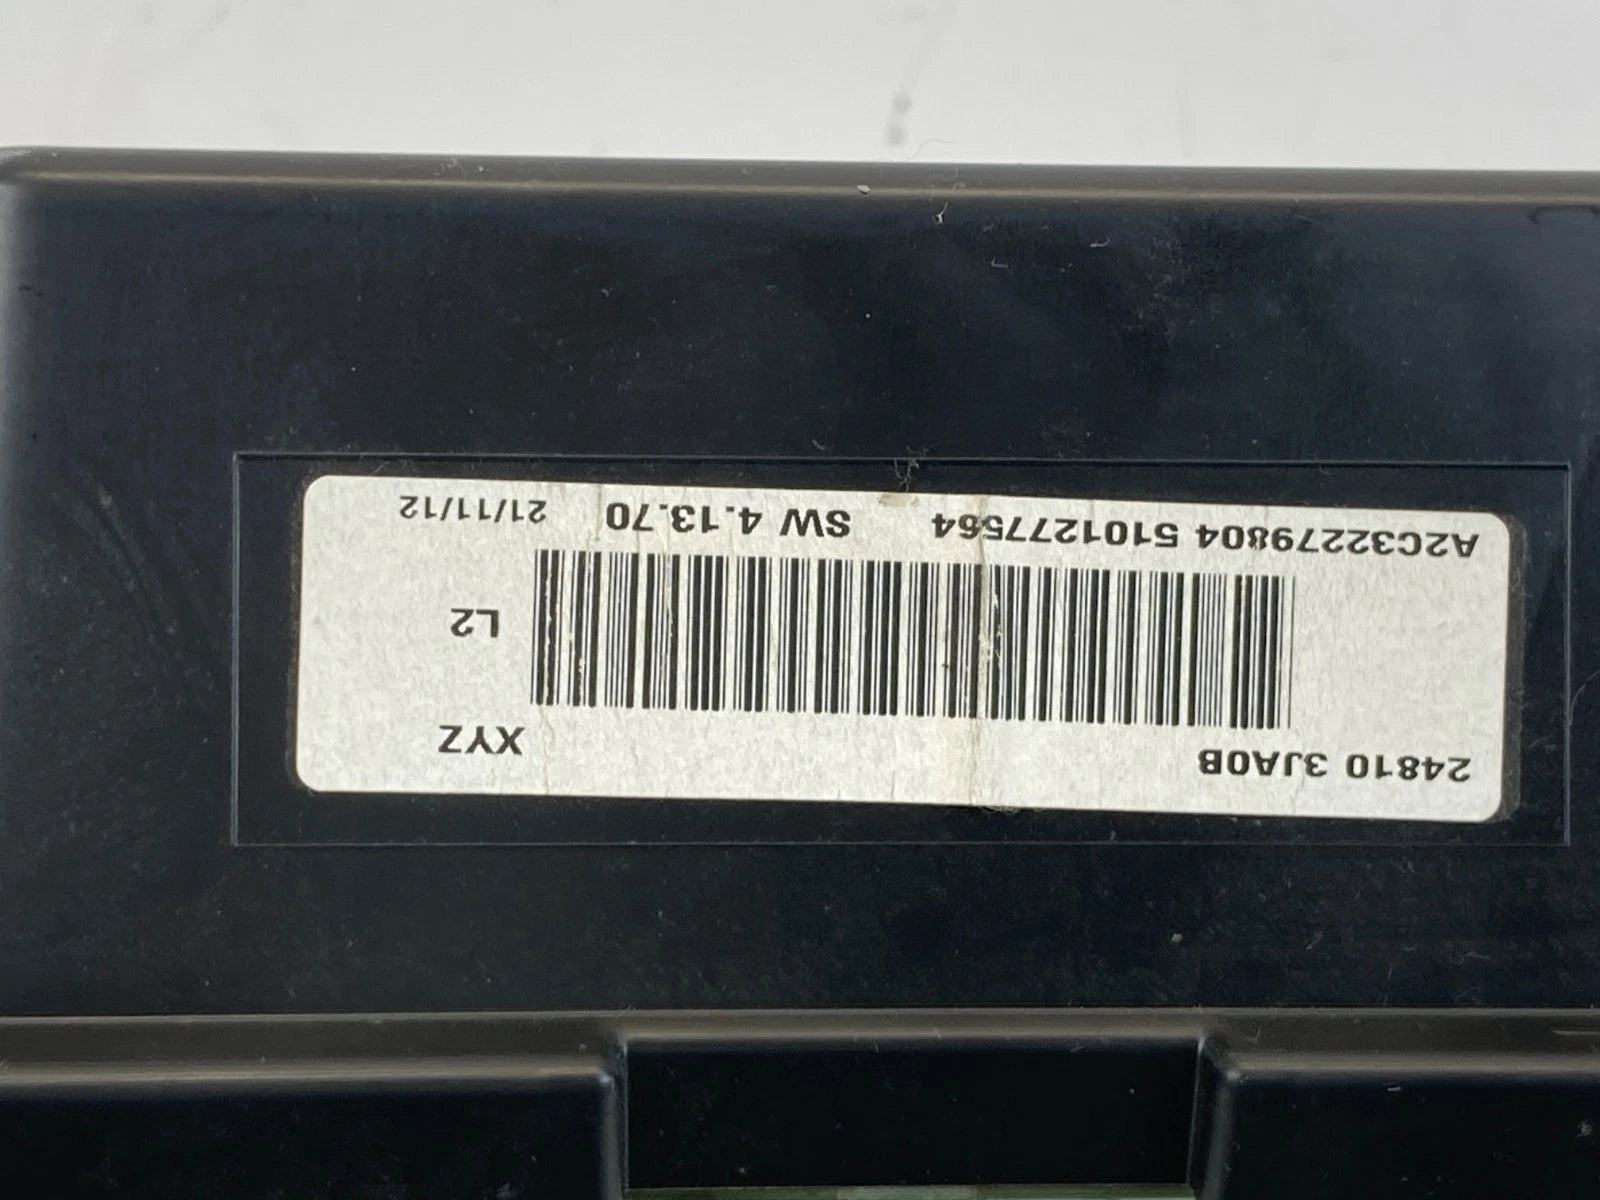 24810 3JA0B XYZ
L2
A2C32279804 5101277564 SW 4.13.70 21/11/12